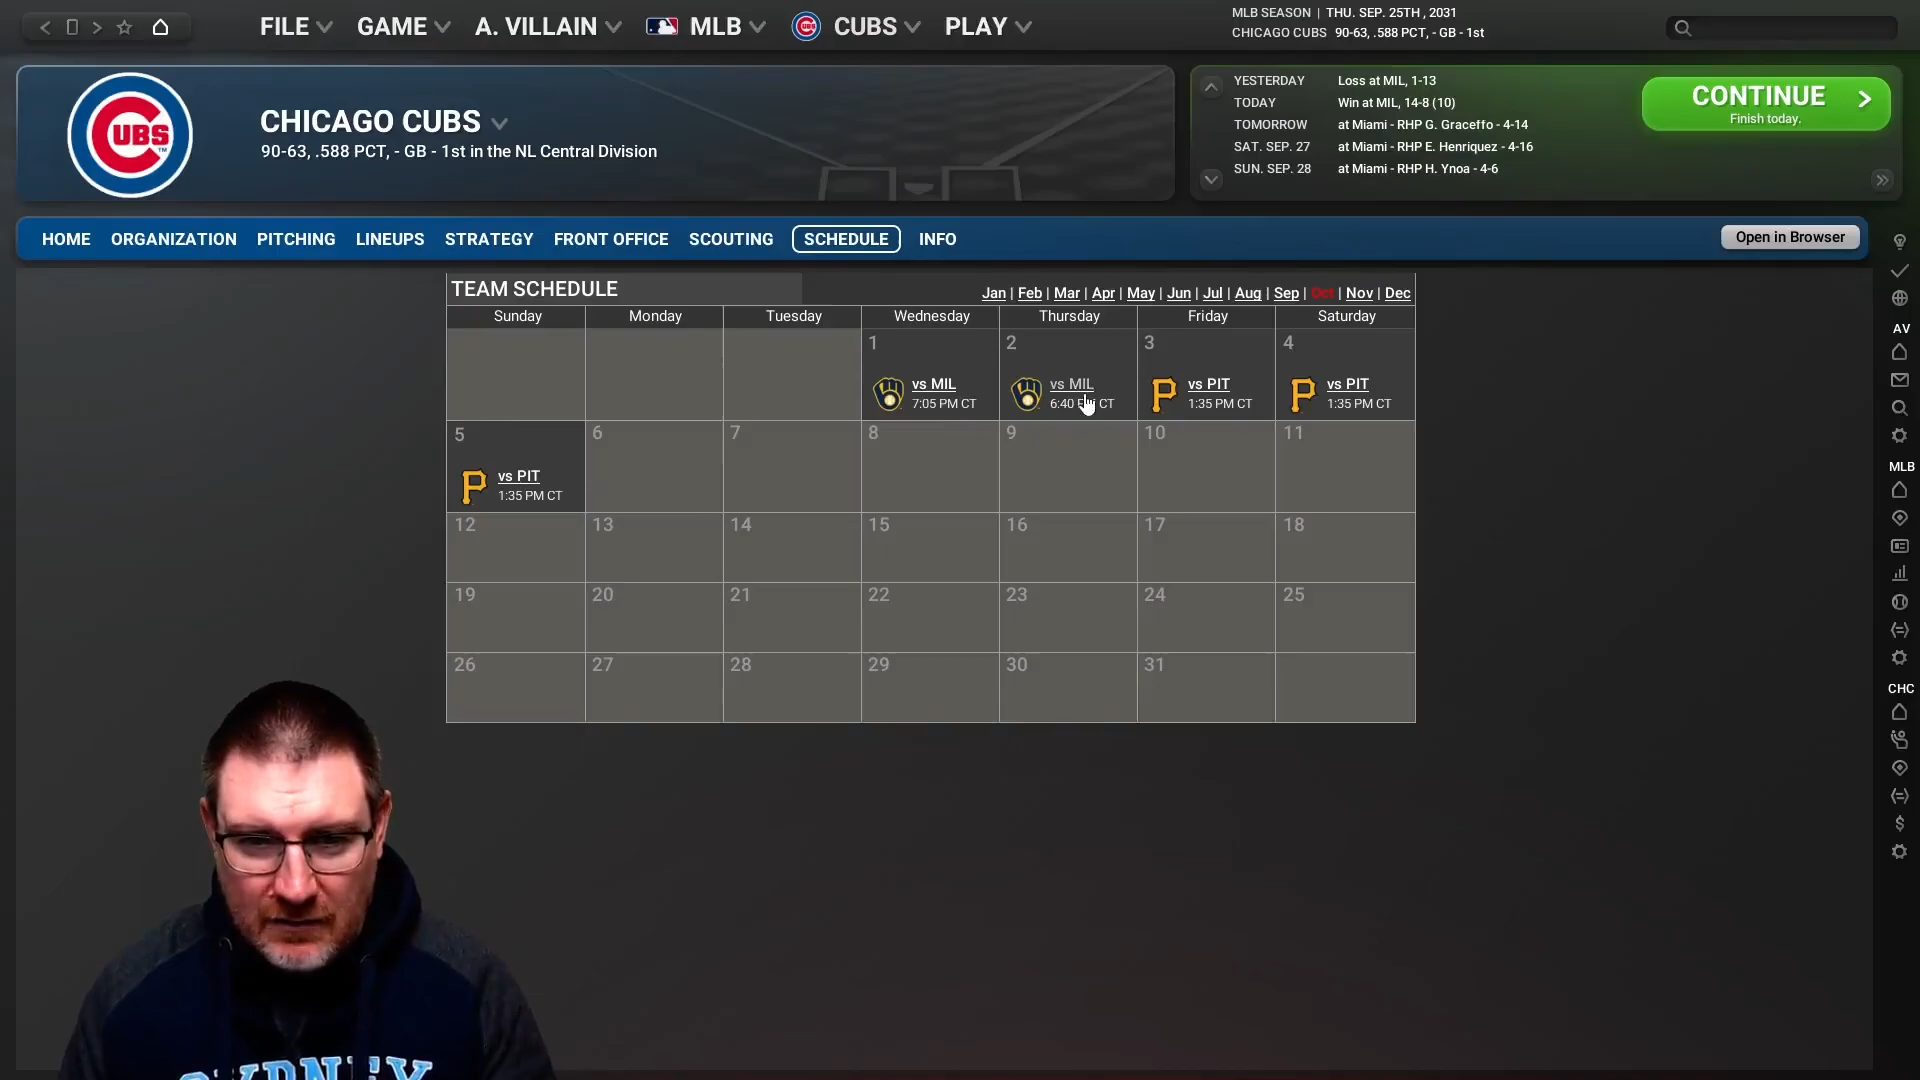 FILE GAME A. VILLAIN MLB CUBS PLAY
MLB SEASON | THU. SEP. 25TH , 2031
CHICAGO CUBS 90-63, .588 PCT, - GB - 1st
CHICAGO CUBS
90-63, .588 PCT, - GB - 1st in the NL Central Division
YESTERDAY Loss at MIL, 1-13
TODAY Win at MIL, 14-8 (10)
TOMORROW at Miami - RHP G. Graceffo - 4-14
SAT. SEP. 27 at Miami - RHP E. Henriquez - 4-16
SUN. SEP. 28 at Miami - RHP H. Ynoa - 4-6
CONTINUE
Finish today.
HOME ORGANIZATION PITCHING LINEUPS STRATEGY FRONT OFFICE SCOUTING SCHEDULE INFO
Open in Browser
TEAM SCHEDULE
Jan | Feb | Mar | Apr | May | Jun | Jul | Aug | Sep | Oct | Nov | Dec
Sunday Monday Tuesday Wednesday Thursday Friday Saturday
1 2 3 4
vs MIL vs MIL vs PIT vs PIT
7:05 PM CT 6:40 CT 1:35 PM CT 1:35 PM CT
5 6 7 8 9 10 11
vs PIT
1:35 PM CT
12 13 14 15 16 17 18
19 20 21 22 23 24 25
26 27 28 29 30 31
AV
MLB
CHC